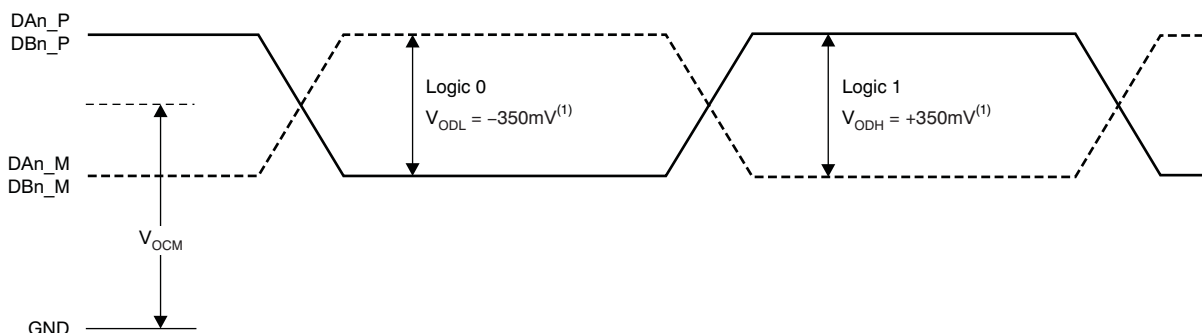 DAn_P
DBn_P
Logic 0
V_ODL = −350mV(1)
Logic 1
V_ODH = +350mV(1)
DAn_M
DBn_M
V_OCM
GND